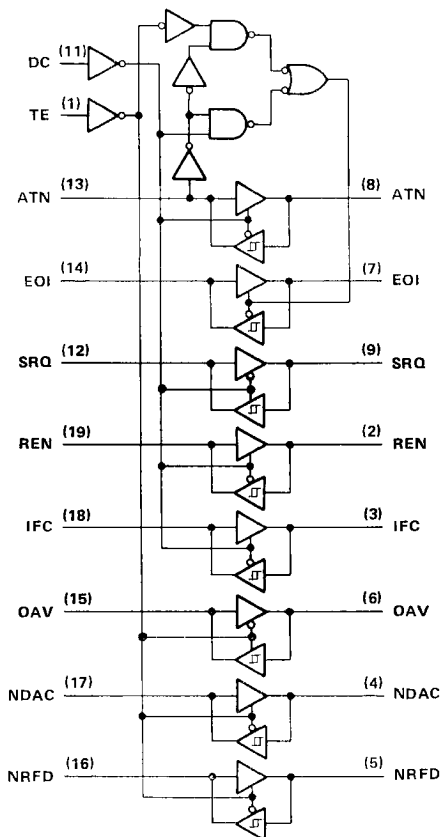 DC (11)
TE (1)
ATN (13) (8) ATN
EOI (14) (7) EOI
SRQ (12) (9) SRQ
REN (19) (2) REN
IFC (18) (3) IFC
OAV (15) (6) OAV
NDAC (17) (4) NDAC
NRFD (16) (5) NRFD